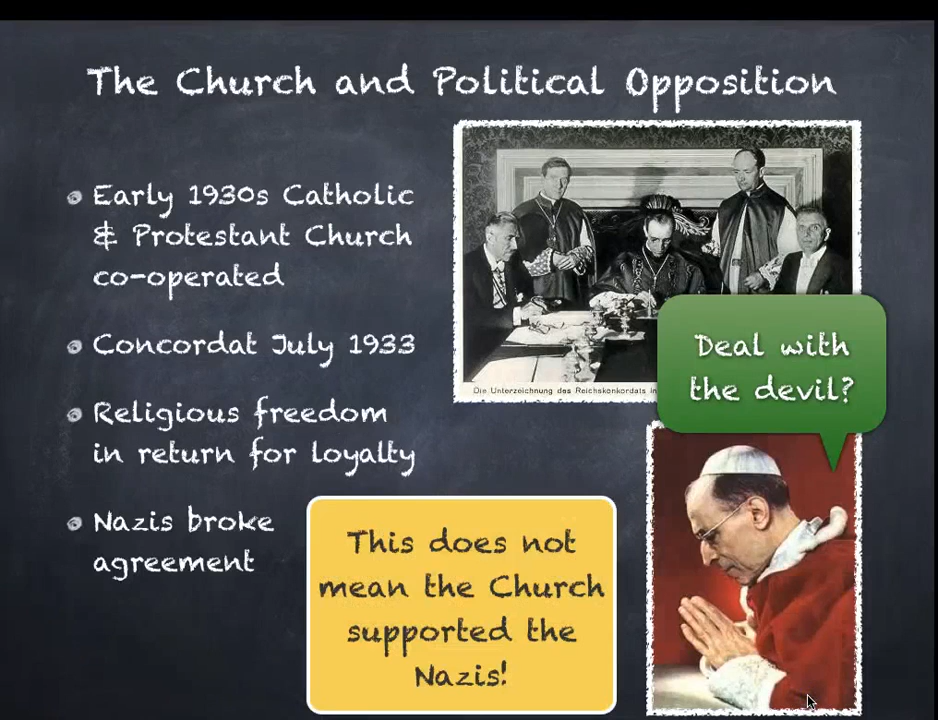 The Church and Political Opposition
Early 1930s Catholic
& Protestant Church
co-operated
Concordat July 1933
Religious freedom
in return for loyalty
Nazis broke
agreement
Die Unterzeichnung des Reichskonkordats in
Deal with
the devil?
This does not
mean the Church
supported the
Nazis!